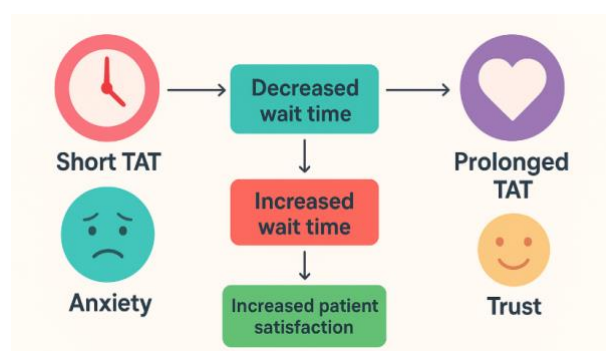 Short TAT
Decreased
wait time
Prolonged
TAT
Anxiety
Increased
wait time
Trust
Increased patient
satisfaction